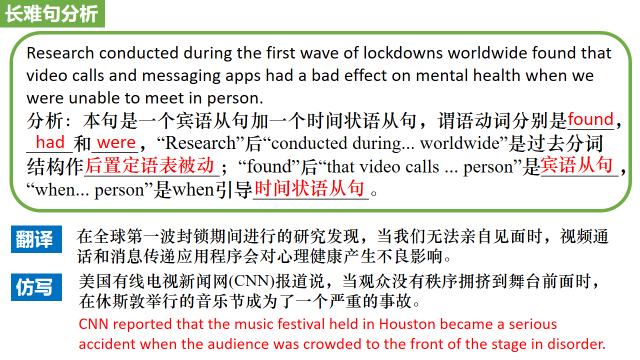 长难句分析
Research conducted during the first wave of lockdowns worldwide found that
video calls and messaging apps had a bad effect on mental health when we
were unable to meet in person.
分析：本句是一个宾语从句加一个时间状语从句，谓语动词分别是found,
had 和 were，“Research”后“conducted during... worldwide”是过去分词
结构作后置定语表被动；“found”后“that video calls ... person”是宾语从句，
“when... person”是when引导时间状语从句。
翻译 在全球第一波封锁期间进行的研究发现，当我们无法亲自见面时，视频通
话和消息传递应用程序会对心理健康产生不良影响。
仿写 美国有线电视新闻网(CNN)报道说，当观众没有秩序拥挤到舞台前面时，
在休斯敦举行的音乐节成为了一个严重的事故。
CNN reported that the music festival held in Houston became a serious
accident when the audience was crowded to the front of the stage in disorder.